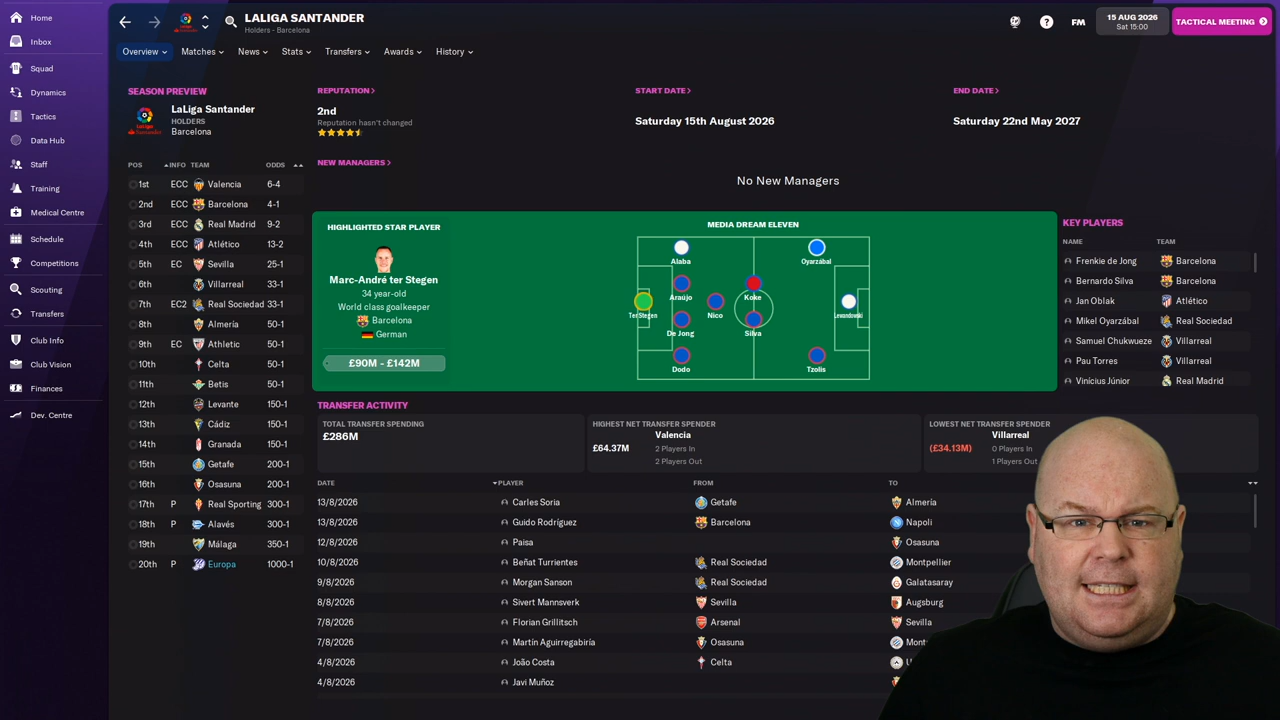 Home
Inbox
Squad
Dynamics
Tactics
Data Hub
Staff
Training
Medical Centre
Schedule
Competitions
Scouting
Transfers
Club Info
Club Vision
Finances
Dev. Centre
LALIGA SANTANDER
Holders - Barcelona
FM
15 AUG 2026
Sat 15:00
TACTICAL MEETING
Overview
Matches
News
Stats
Transfers
Awards
History
SEASON PREVIEW
LaLiga Santander
HOLDERS
Barcelona
REPUTATION
2nd
Reputation hasn't changed
START DATE
Saturday 15th August 2026
END DATE
Saturday 22nd May 2027
NEW MANAGERS
No New Managers
POS INFO TEAM ODDS
1st ECC Valencia 6-4
2nd ECC Barcelona 4-1
3rd ECC Real Madrid 9-2
4th ECC Atlético 13-2
5th EC Sevilla 25-1
6th Villarreal 33-1
7th EC2 Real Sociedad 33-1
8th Almería 50-1
9th EC Athletic 50-1
10th Celta 50-1
11th Betis 50-1
12th Levante 150-1
13th Cádiz 150-1
14th Granada 150-1
15th Getafe 200-1
16th Osasuna 200-1
17th P Real Sporting 300-1
18th P Alavés 300-1
19th Málaga 350-1
20th P Europa 1000-1
HIGHLIGHTED STAR PLAYER
Marc-André ter Stegen
34 year-old
World class goalkeeper
Barcelona
German
£90M - £142M
MEDIA DREAM ELEVEN
Alaba
Oyarzábal
Araújo
Koke
Ter Stegen
Nico
Lewandowski
De Jong
Silva
Dodo
Tzolis
KEY PLAYERS
NAME TEAM
Frenkie de Jong Barcelona
Bernardo Silva Barcelona
Jan Oblak Atlético
Mikel Oyarzábal Real Sociedad
Samuel Chukwueze Villarreal
Pau Torres Villarreal
Vinícius Júnior Real Madrid
TRANSFER ACTIVITY
TOTAL TRANSFER SPENDING
£286M
HIGHEST NET TRANSFER SPENDER
£64.37M
Valencia
2 Players In
2 Players Out
LOWEST NET TRANSFER SPENDER
(£34.13M)
Villarreal
0 Players In
1 Players Out
DATE PLAYER FROM TO
13/8/2026 Carles Soria Getafe Almería
13/8/2026 Guido Rodríguez Barcelona Napoli
12/8/2026 Paisa Osasuna
10/8/2026 Beñat Turrientes Real Sociedad Montpellier
9/8/2026 Morgan Sanson Real Sociedad Galatasaray
8/8/2026 Sivert Mannsverk Sevilla Augsburg
7/8/2026 Florian Grillitsch Arsenal Sevilla
7/8/2026 Martín Aguirregabiría Osasuna
4/8/2026 João Costa Celta
4/8/2026 Javi Muñoz